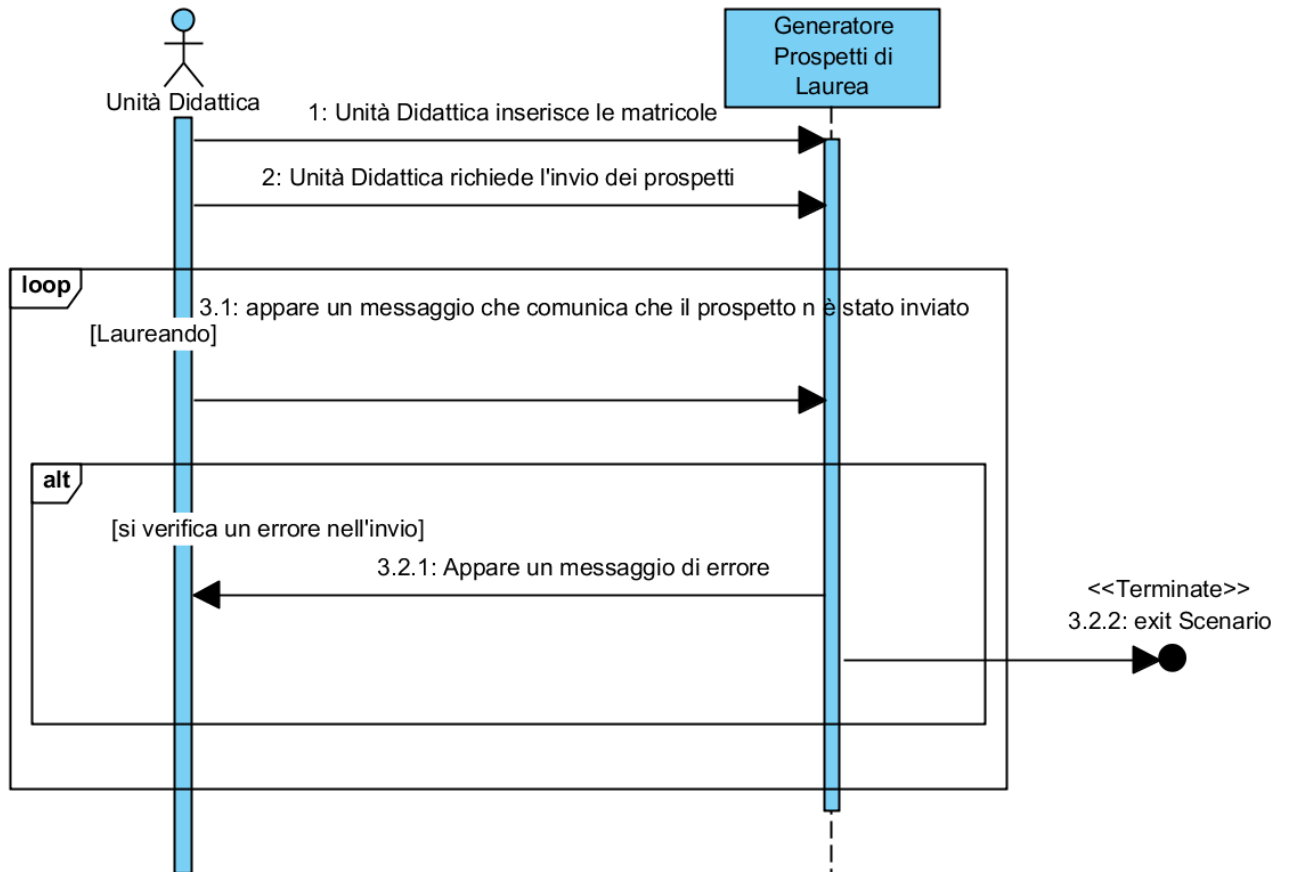 Generatore
Prospetti di
Laurea
Unità Didattica
1: Unità Didattica inserisce le matricole
2: Unità Didattica richiede l'invio dei prospetti
loop
3.1: appare un messaggio che comunica che il prospetto n è stato inviato
[Laureando]
alt
[si verifica un errore nell'invio]
3.2.1: Appare un messaggio di errore
<<Terminate>>
3.2.2: exit Scenario